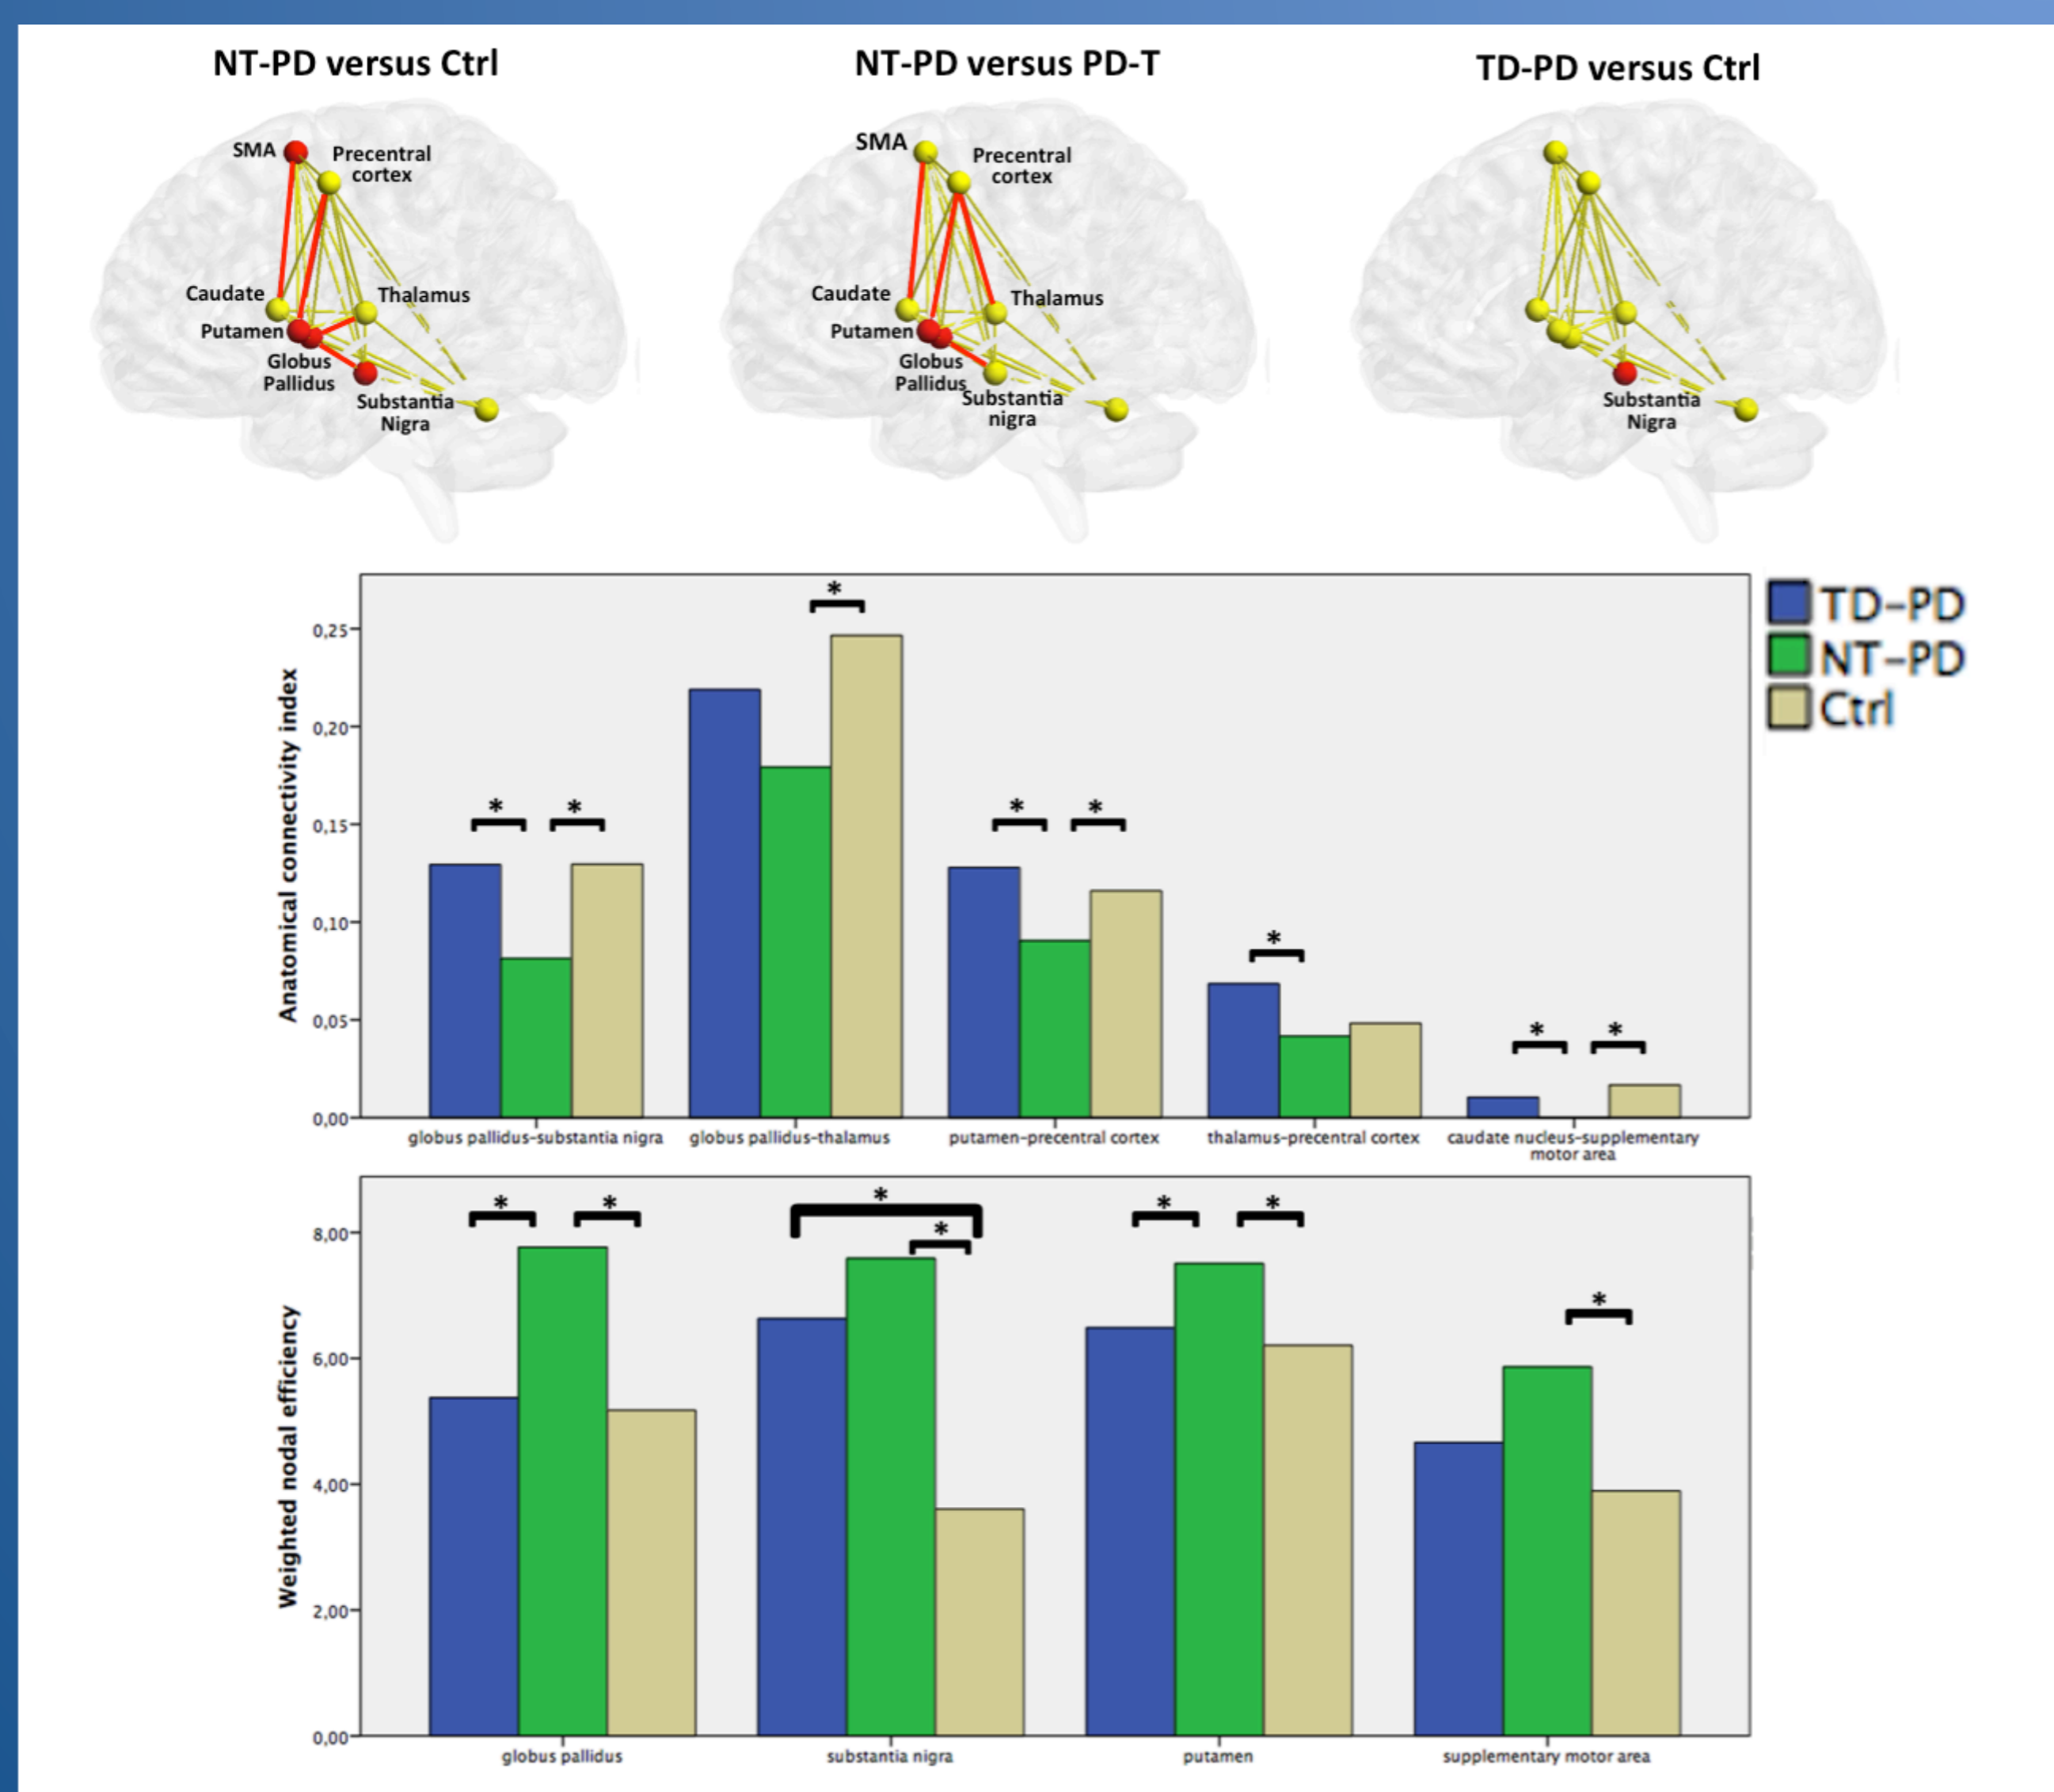 NT-PD versus Ctrl
SMA
Precentral
cortex
Caudate
Thalamus
Putamen
Globus
Pallidus
Substantia
Nigra
NT-PD versus PD-T
SMA
Precentral
cortex
Caudate
Thalamus
Putamen
Globus
Pallidus
Substantia
nigra
TD-PD versus Ctrl
Substantia
Nigra
Anatomical connectivity index
0,25
0,20
0,15
0,10
0,05
0,00
*
* *
* *
*
* *
globus pallidus-substantia nigra
globus pallidus-thalamus
putamen-precentral cortex
thalamus-precentral cortex
caudate nucleus-supplementary
motor area
TD-PD
NT-PD
Ctrl
Weighted nodal efficiency
8,00
6,00
4,00
2,00
0,00
* *
*
*
* *
*
globus pallidus
substantia nigra
putamen
supplementary motor area